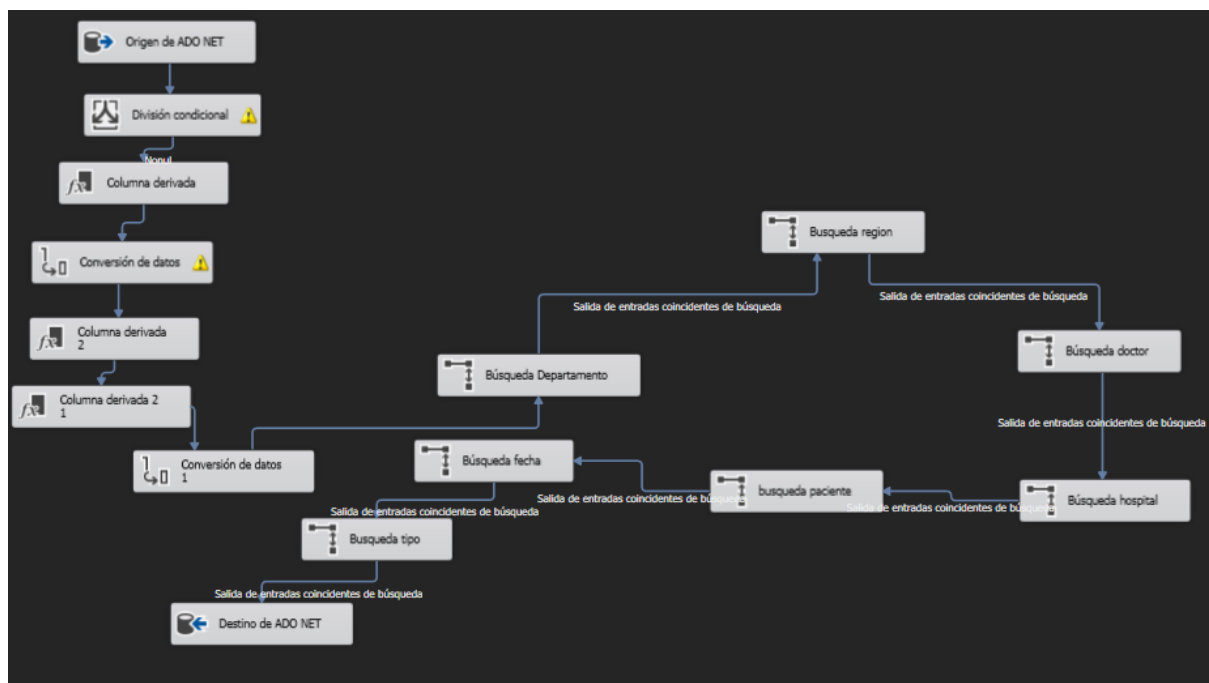 Origen de ADO NET
División condicional
Nonul
Columna derivada
Conversión de datos
Columna derivada
2
Columna derivada 2
1
Conversión de datos
1
Búsqueda Departamento
Salida de entradas coincidentes de búsqueda
Busqueda region
Salida de entradas coincidentes de búsqueda
Búsqueda doctor
Salida de entradas coincidentes de búsqueda
Búsqueda hospital
Salida de entradas coincidentes de búsqueda
busqueda paciente
Salida de entradas coincidentes de búsqueda
Búsqueda fecha
Salida de entradas coincidentes de búsqueda
Busqueda tipo
Salida de entradas coincidentes de búsqueda
Destino de ADO NET